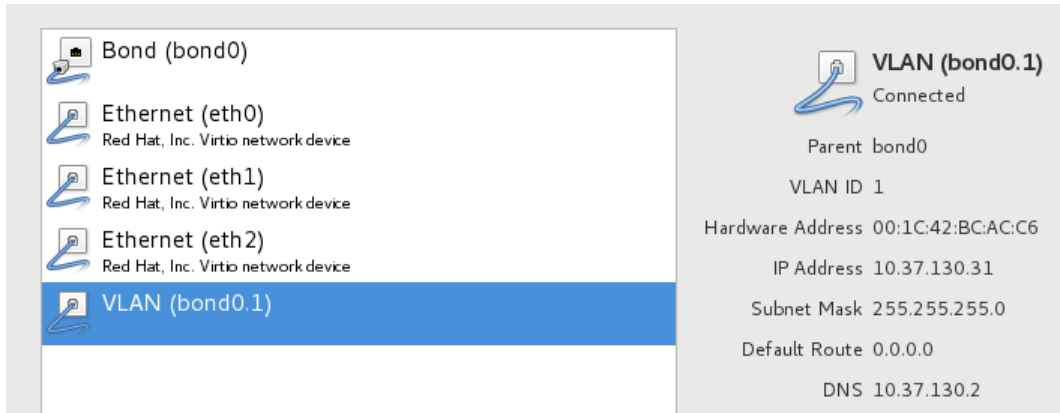 Bond (bond0)
Ethernet (eth0)
Red Hat, Inc. Virtio network device
Ethernet (eth1)
Red Hat, Inc. Virtio network device
Ethernet (eth2)
Red Hat, Inc. Virtio network device
VLAN (bond0.1)
VLAN (bond0.1)
Connected
Parent bond0
VLAN ID 1
Hardware Address 00:1C:42:BC:AC:C6
IP Address 10.37.130.31
Subnet Mask 255.255.255.0
Default Route 0.0.0.0
DNS 10.37.130.2